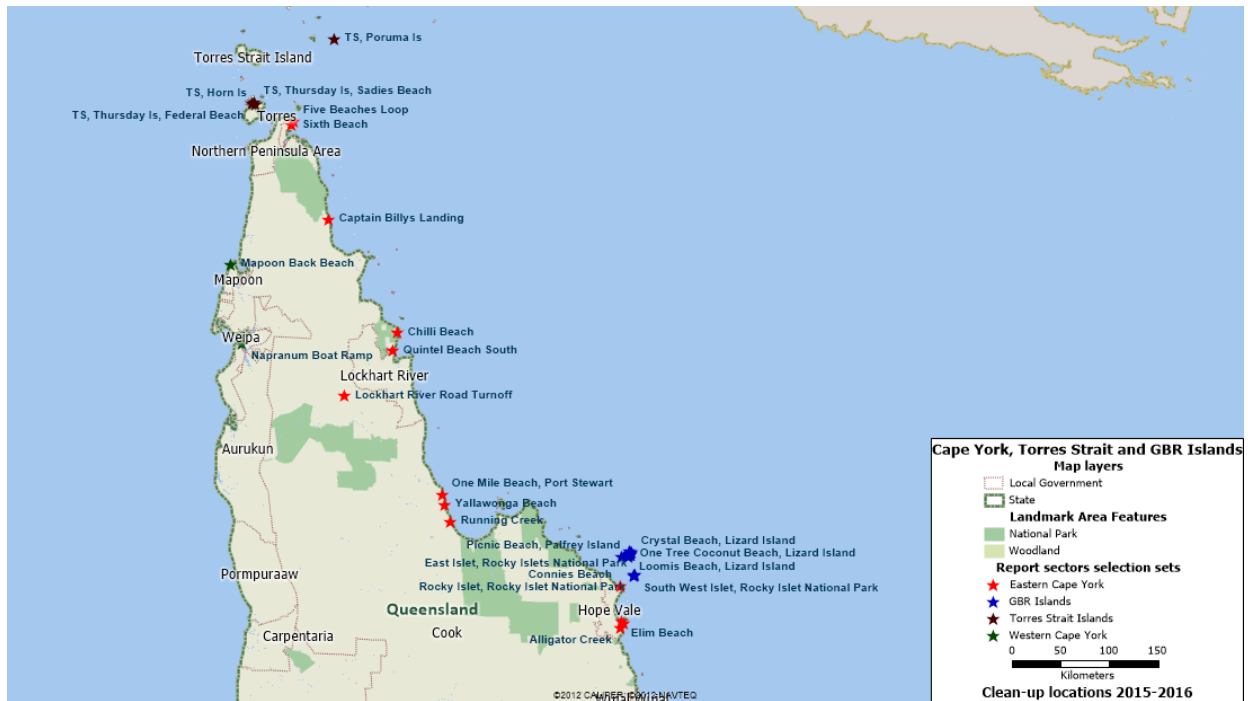 TS, Poruma Is
Torres Strait Island
TS, Horn Is
TS, Thursday Is, Sadies Beach
TS, Thursday Is, Federal Beach
Torres
Five Beaches Loop
Sixth Beach
Northern Peninsula Area
Captain Billys Landing
Mapoon Back Beach
Mapoon
Chilli Beach
Weipa
Quintel Beach South
Napranum Boat Ramp
Lockhart River
Lockhart River Road Turnoff
Aurukun
One Mile Beach, Port Stewart
Yallawonga Beach
Running Creek
Crystal Beach, Lizard Island
Picnic Beach, Palfrey Island
One Tree Coconut Beach, Lizard Island
East Islet, Rocky Islets National Park
Loomis Beach, Lizard Island
Connies Beach
Pormpuraaw
Rocky Islet, Rocky Islet National Park
South West Islet, Rocky Islet National Park
Queensland
Hope Vale
Cook
Carpentaria
Elim Beach
Alligator Creek
Cape York, Torres Strait and GBR Islands
Map layers
Local Government
State
Landmark Area Features
National Park
Woodland
Report sectors selection sets
Eastern Cape York
GBR Islands
Torres Strait Islands
Western Cape York
0 50 100 150
Kilometers
Clean-up locations 2015-2016
©2012 NAVTEQ